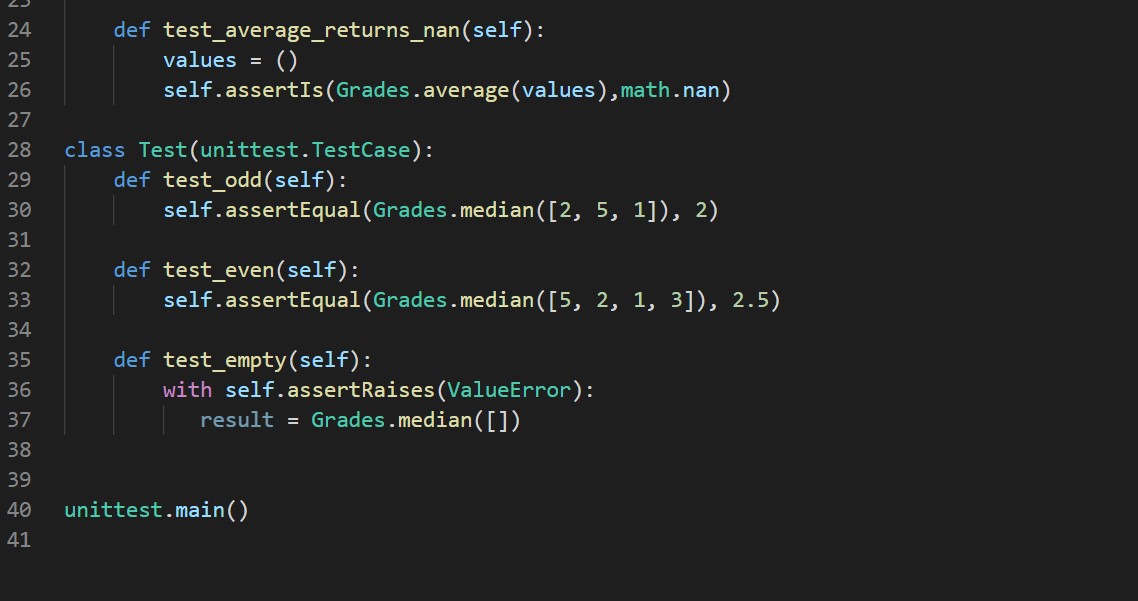 24 def test_average_returns_nan(self):
25 values = ()
26 self.assertIs(Grades.average(values),math.nan)
27
28 class Test(unittest.TestCase):
29 def test_odd(self):
30 self.assertEqual(Grades.median([2, 5, 1]), 2)
31
32 def test_even(self):
33 self.assertEqual(Grades.median([5, 2, 1, 3]), 2.5)
34
35 def test_empty(self):
36 with self.assertRaises(ValueError):
37 result = Grades.median([])
38
39
40 unittest.main()
41